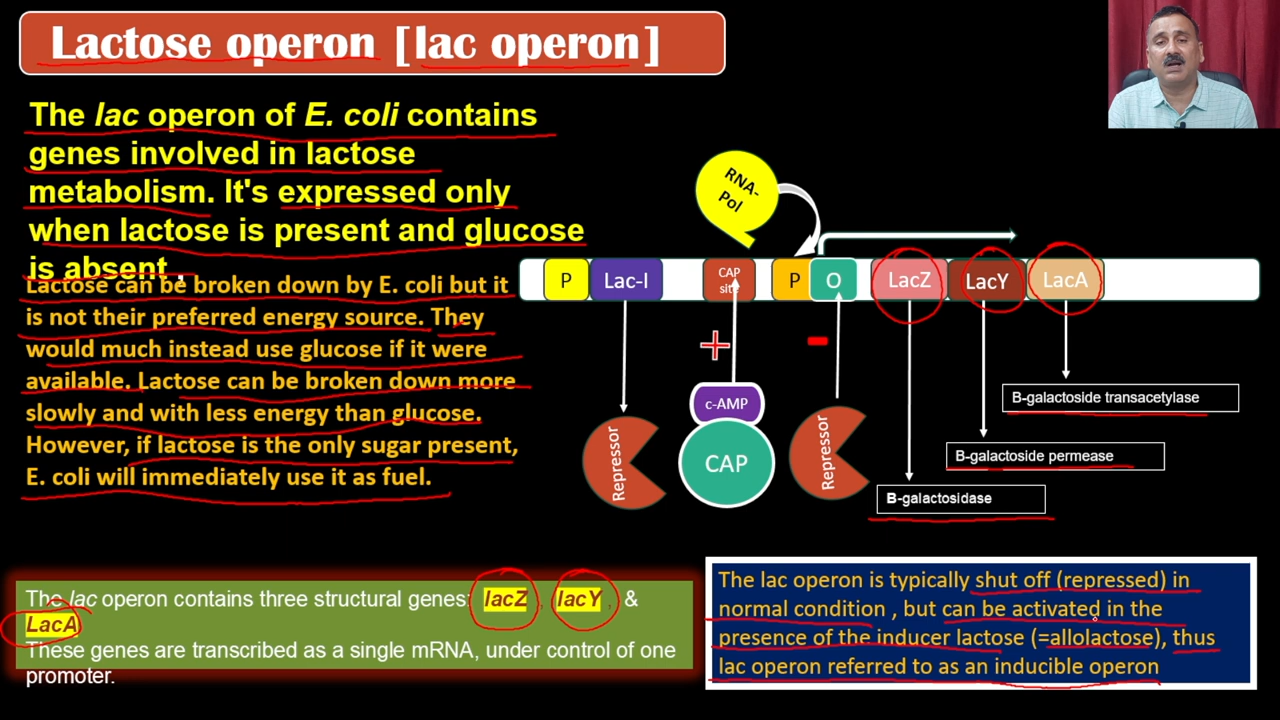 Lactose operon [lac operon]
The lac operon of E. coli contains
genes involved in lactose
metabolism. It's expressed only
when lactose is present and glucose
is absent .
Lactose can be broken down by E. coli but it
is not their preferred energy source. They
would much instead use glucose if it were
available. Lactose can be broken down more
slowly and with less energy than glucose.
However, if lactose is the only sugar present,
E. coli will immediately use it as fuel.
RNA-
Pol
P
Lac-I
CAP
site
P
O
LacZ
LacY
LacA
+
-
c-AMP
CAP
Repressor
Repressor
B-galactoside transacetylase
B-galactoside permease
B-galactosidase
The lac operon contains three structural genes: lacZ , lacY , &
LacA
These genes are transcribed as a single mRNA, under control of one
promoter.
The lac operon is typically shut off (repressed) in
normal condition , but can be activated in the
presence of the inducer lactose (=allolactose), thus
lac operon referred to as an inducible operon